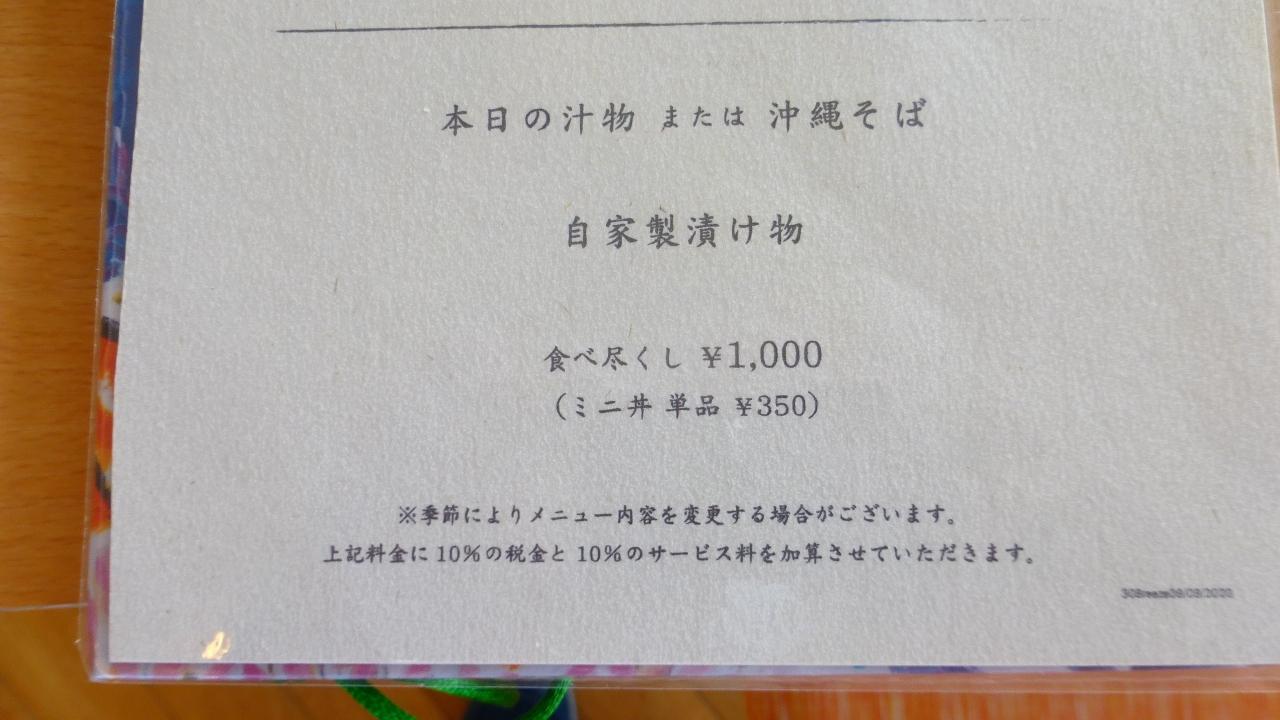 本日の汁物 または 沖縄そば
自家製漬け物
食べ尽くし ¥1,000
(ミニ丼 単品 ¥350)
※季節によりメニュー内容を変更する場合がございます。
上記料金に10%の税金と10%のサービス料を加算させていただきます。